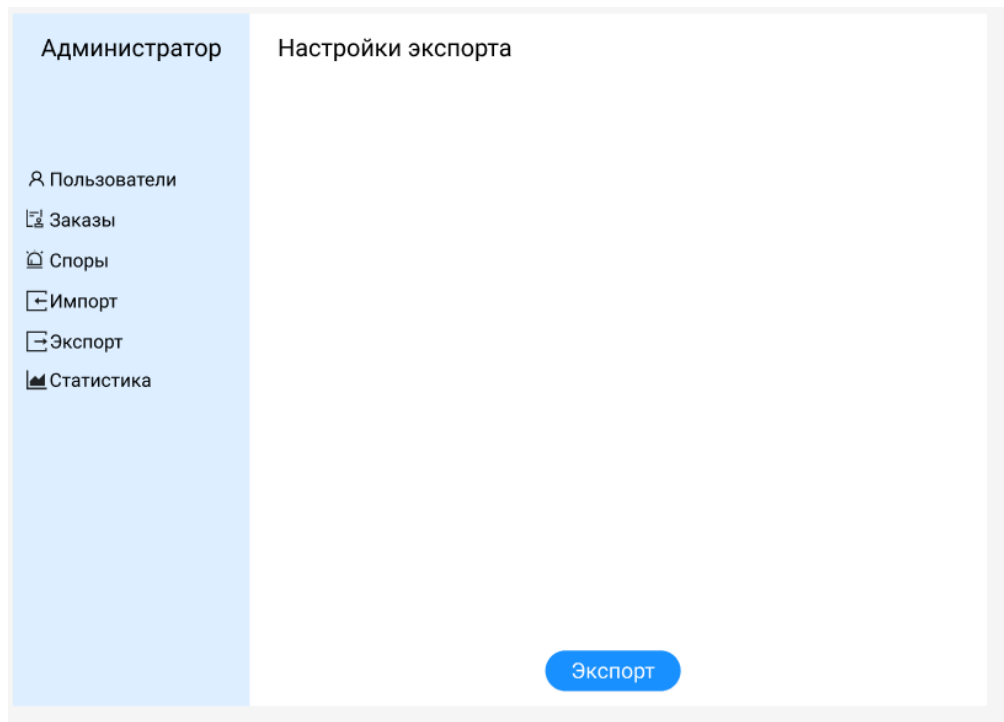 Администратор
Настройки экспорта
Пользователи
Заказы
Споры
Импорт
Экспорт
Статистика
Экспорт